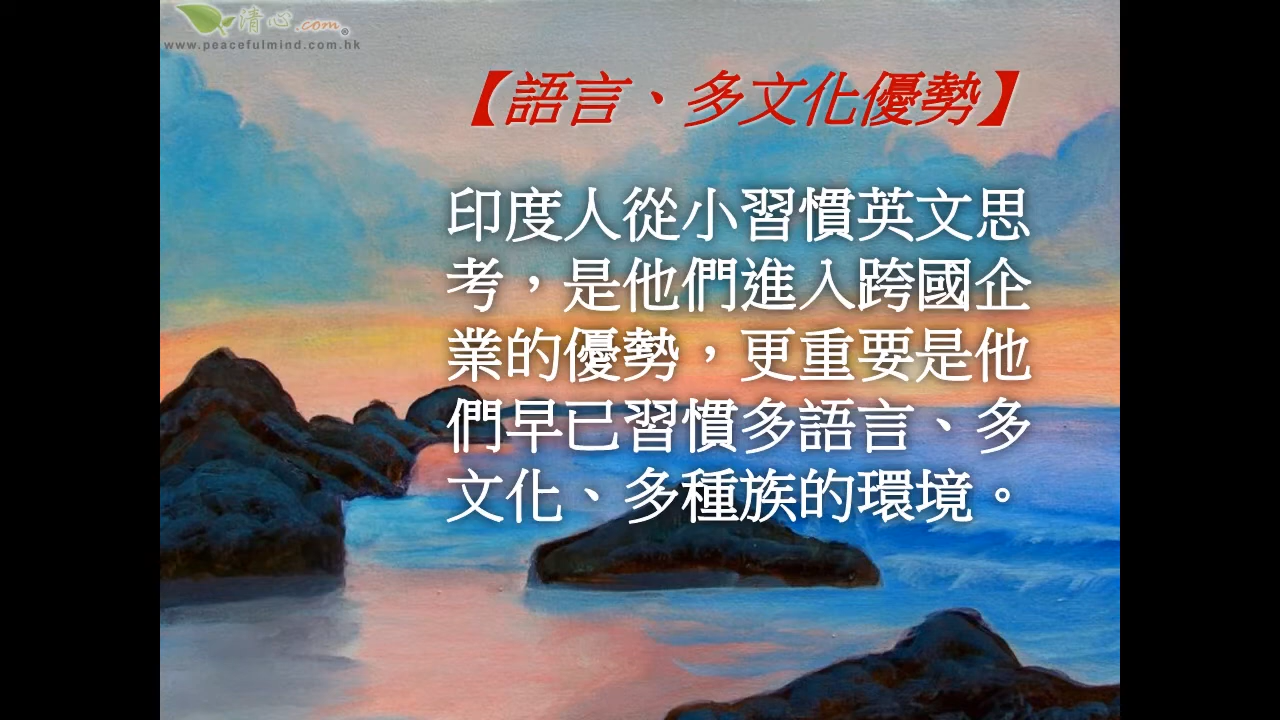 清心.com®
www.peacefulmind.com.hk
【語言、多文化優勢】
印度人從小習慣英文思
考，是他們進入跨國企
業的優勢，更重要是他
們早已習慣多語言、多
文化、多種族的環境。